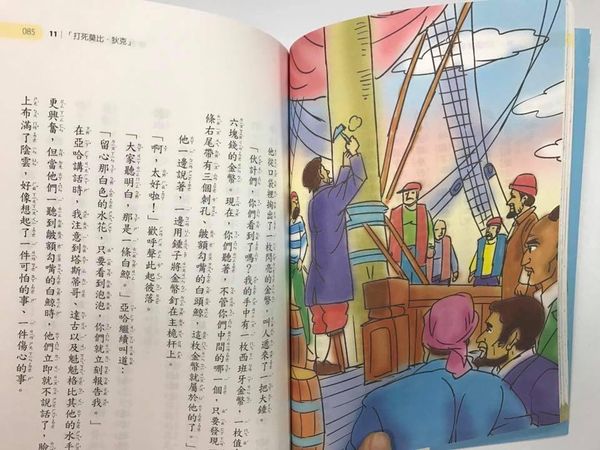 085 11 「打死莫比‧狄克」
他從口袋裡掏出了一枚閃亮的金幣，叫人遞來了一把大錘。
「伙計們，你們看到了嗎？我的手中有一枚西班牙金幣，一枚值
六塊錢的金幣。現在，你們聽著，不管你們中間的哪一個，只要發現
條右尾帶有三個刺孔、皺額勾嘴的白頭鯨，這枚金幣就屬於他的了。」
他一邊說著，一邊用錘子將金幣釘在主桅杆上。
「啊，太好啦！」歡呼聲此起彼落。
「大家聽明白，那是一條白鯨。」亞哈繼續叫道：
「留心那白色的水花，只要看到泡泡，你們就立刻報告我。」
在亞哈講話時，我注意到塔斯蒂哥、達古以及魁魁格比其他的水手
更興奮，但當他們一聽到皺額勾嘴的白鯨時，他們立即就不說話了，臉
上布滿了陰雲，好像想起了一件可怕的事、一件傷心的事。